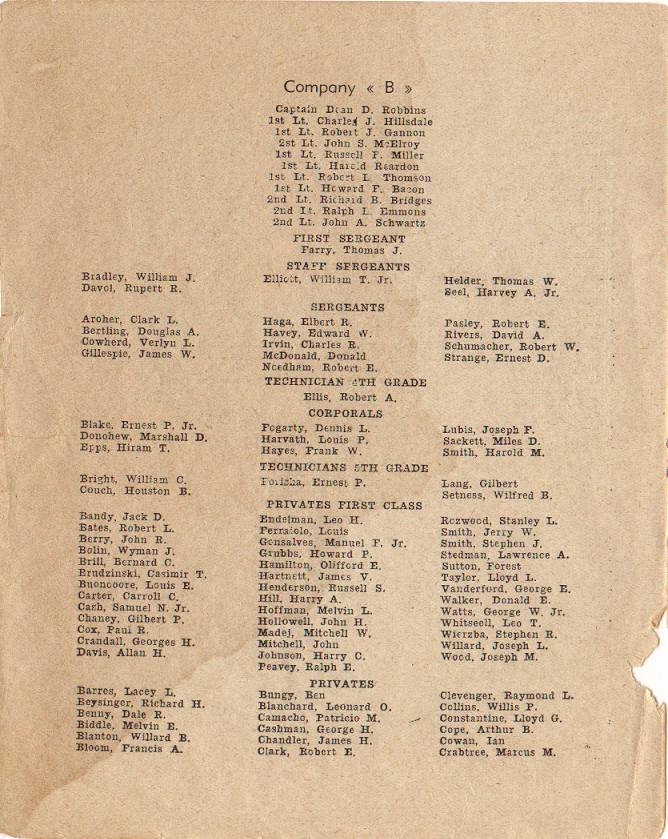 Company « B »
Captain Dean D. Robbins
1st Lt. Charles J. Hillsdale
1st Lt. Robert J. Gannon
2st Lt. John S. McElroy
1st Lt. Russell F. Miller
1st Lt. Harold Reardon
1st Lt. Robert L. Thomson
1st Lt. Howard F. Bacon
2nd Lt. Richard B. Bridges
2nd Lt. Ralph L. Emmons
2nd Lt. John A. Schwartz
FIRST SERGEANT
Farry, Thomas J.
STAFF SERGEANTS
Bradley, William J.
Davol, Rupert R.
Elliott, William T. Jr.
Helder, Thomas W.
Seel, Harvey A. Jr.
SERGEANTS
Aroher, Clark L.
Bertling, Douglas A.
Cowherd, Verlyn L.
Gillespie, James W.
Haga, Elbert R.
Havey, Edward W.
Irvin, Charles R.
McDonald, Donald
Needham, Robert E.
Pasley, Robert E.
Rivers, David A.
Schumacher, Robert W.
Strange, Ernest D.
TECHNICIAN 4TH GRADE
Ellis, Robert A.
CORPORALS
Blake, Ernest P. Jr.
Donohew, Marshall D.
Epps, Hiram T.
Fogarty, Dennis L.
Harvath, Louis P.
Hayes, Frank W.
Lubis, Joseph F.
Sackett, Miles D.
Smith, Harold M.
TECHNICIANS 5TH GRADE
Bright, William C.
Couch, Houston B.
Ernest P.
Lang, Gilbert
Setness, Wilfred B.
PRIVATES FIRST CLASS
Bandy, Jack D.
Bates, Robert L.
Berry, John R.
Bolin, Wyman J.
Brill, Bernard C.
Brudzinski, Casimir T.
Buoncore, Louis E.
Carter, Carroll C.
Cash, Samuel N. Jr.
Chaney, Gilbert P.
Cox, Paul R.
Crandall, Georges H.
Davis, Allan H.
Endelman, Leo H.
Ferraiolo, Louis
Gonsalves, Manuel F. Jr.
Grubbs, Howard P.
Hamilton, Olifford E.
Hartnett, James V.
Henderson, Russell S.
Hill, Harry A.
Hoffman, Melvin L.
Hollowell, John H.
Madej, Mitchell W.
Mitchell, John
Johnson, Harry C.
Peavey, Ralph E.
Rozwood, Stanley L.
Smith, Jerry W.
Smith, Stephen J.
Stedman, Lawrence A.
Sutton, Forest
Taylor, Lloyd L.
Vanderford, George E.
Walker, Donald E.
Watts, George W. Jr.
Whitsell, Leo T.
Wierzba, Stephen R.
Willard, Joseph L.
Wood, Joseph M.
PRIVATES
Barres, Lacey L.
Beysinger, Richard H.
Benny, Dale R.
Biddle, Melvin E.
Blanton, Willard B.
Bloom, Francis A.
Bungy, Ben
Blanchard, Leonard O.
Camacho, Patricio M.
Cashman, George H.
Chandler, James H.
Clark, Robert E.
Clevenger, Raymond L.
Collins, Willis P.
Constantine, Lloyd G.
Cope, Arthur B.
Cowan, Ian
Crabtree, Marcus M.